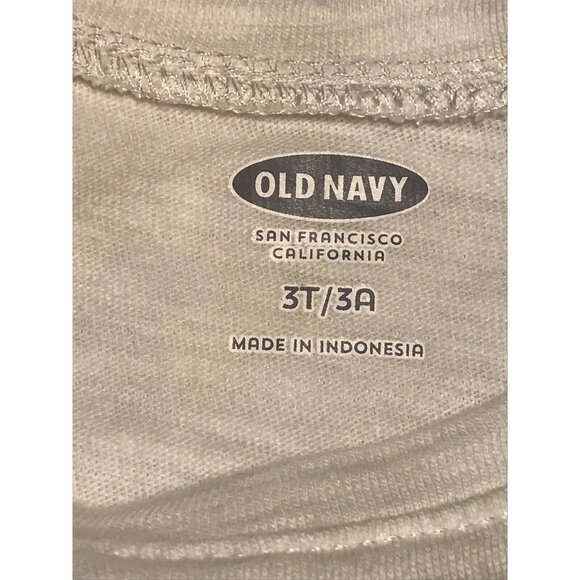 OLD NAVY
SAN FRANCISCO
CALIFORNIA
3T/3A
MADE IN INDONESIA